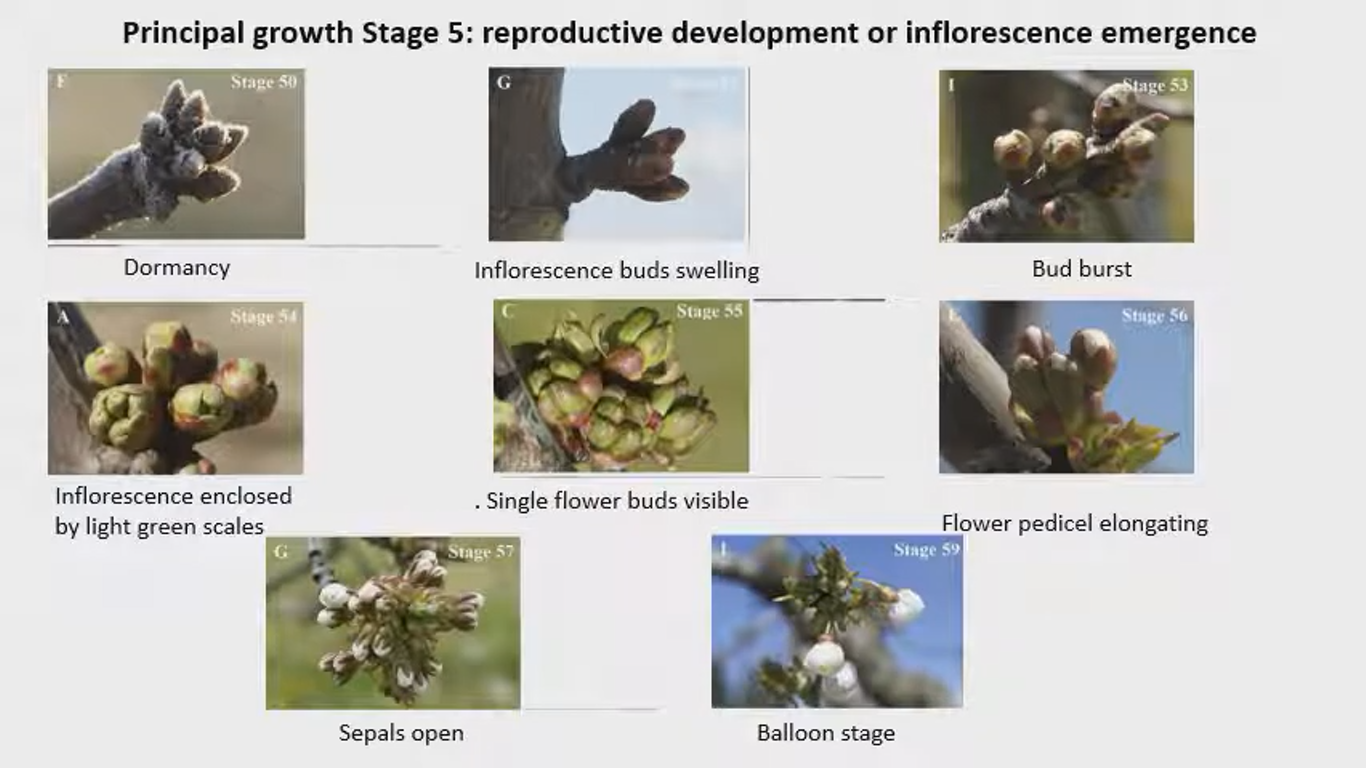 Principal growth Stage 5: reproductive development or inflorescence emergence
Stage 50
G
I
Stage 53
Dormancy
Inflorescence buds swelling
Bud burst
A
Stage 54
C
Stage 55
Stage 56
Inflorescence enclosed
by light green scales
. Single flower buds visible
Flower pedicel elongating
G
Stage 57
Stage 59
Sepals open
Balloon stage